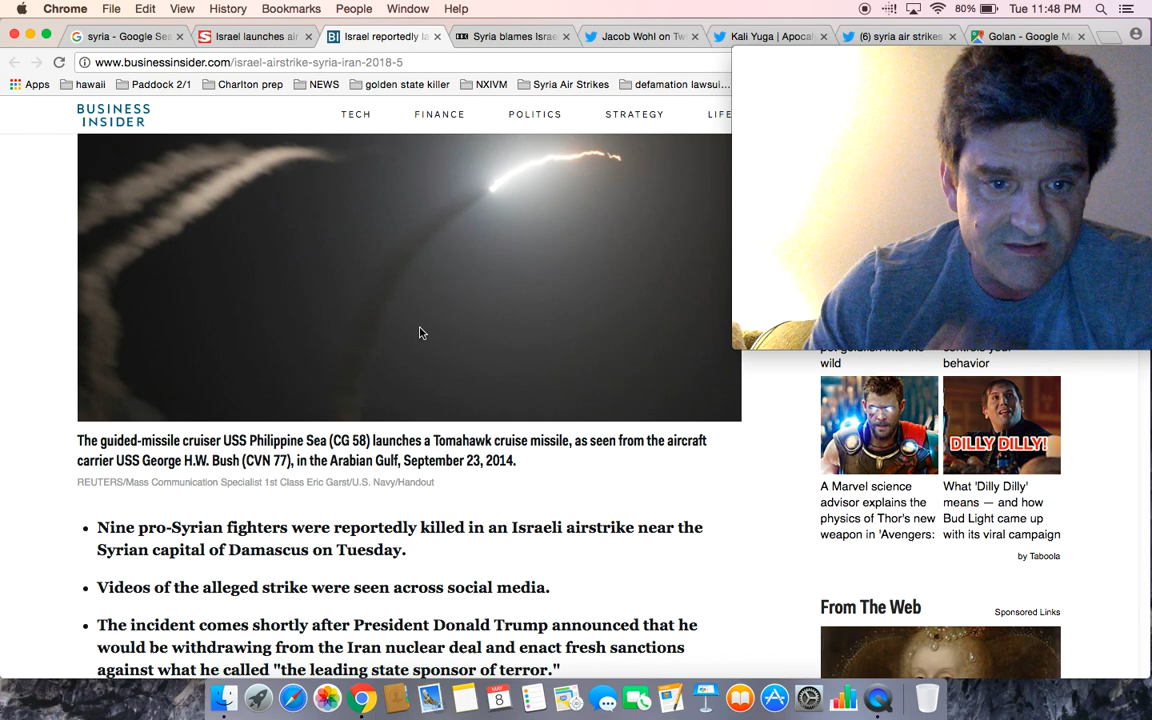 Chrome File Edit View History Bookmarks People Window Help 80% Tue 11:48 PM
syria - Google Sea
Israel launches air
BI Israel reportedly la
Syria blames Israe
Jacob Wohl on Tw
Kali Yuga | Apocal
(6) syria air strikes
Golan - Google Ma
www.businessinsider.com/israel-airstrike-syria-iran-2018-5
Apps hawaii Paddock 2/1 Charlton prep NEWS golden state killer NXIVM Syria Air Strikes defamation lawsui...
BUSINESS
INSIDER
TECH FINANCE POLITICS STRATEGY LIFE
The guided-missile cruiser USS Philippine Sea (CG 58) launches a Tomahawk cruise missile, as seen from the aircraft
carrier USS George H.W. Bush (CVN 77), in the Arabian Gulf, September 23, 2014.
REUTERS/Mass Communication Specialist 1st Class Eric Garst/U.S. Navy/Handout
• Nine pro-Syrian fighters were reportedly killed in an Israeli airstrike near the
Syrian capital of Damascus on Tuesday.
• Videos of the alleged strike were seen across social media.
• The incident comes shortly after President Donald Trump announced that he
would be withdrawing from the Iran nuclear deal and enact fresh sanctions
against what he called "the leading state sponsor of terror."
wild
behavior
DILLY DILLY!
A Marvel science
advisor explains the
physics of Thor's new
weapon in 'Avengers:
What 'Dilly Dilly'
means — and how
Bud Light came up
with its viral campaign
by Taboola
From The Web
Sponsored Links
MAY
8